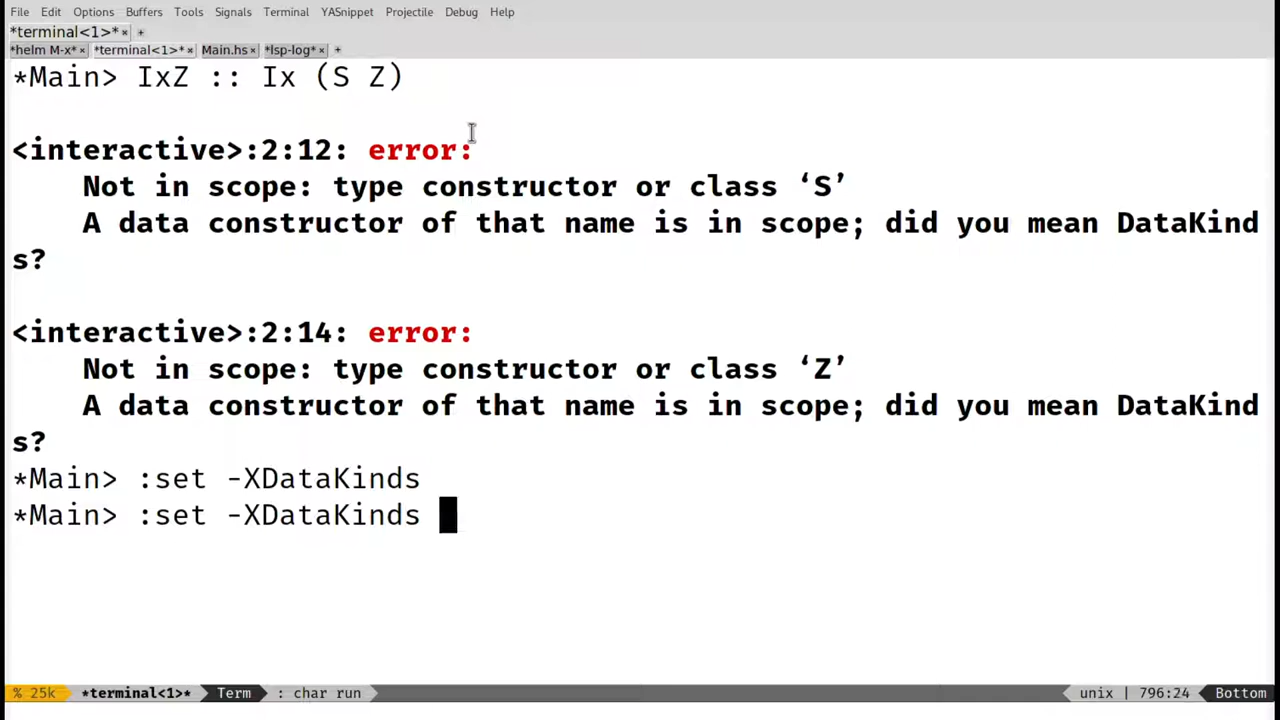 File Edit Options Buffers Tools Signals Terminal YASnippet Projectile Debug Help
*terminal<1>*× +
*helm M-x*× *terminal<1>*× Main.hs× *lsp-log*× +
*Main> IxZ :: Ix (S Z)
<interactive>:2:12: error:
Not in scope: type constructor or class ‘S’
A data constructor of that name is in scope; did you mean DataKind
s?
<interactive>:2:14: error:
Not in scope: type constructor or class ‘Z’
A data constructor of that name is in scope; did you mean DataKind
s?
*Main> :set -XDataKinds
*Main> :set -XDataKinds
% 25k *terminal<1>* Term : char run unix | 796:24 Bottom